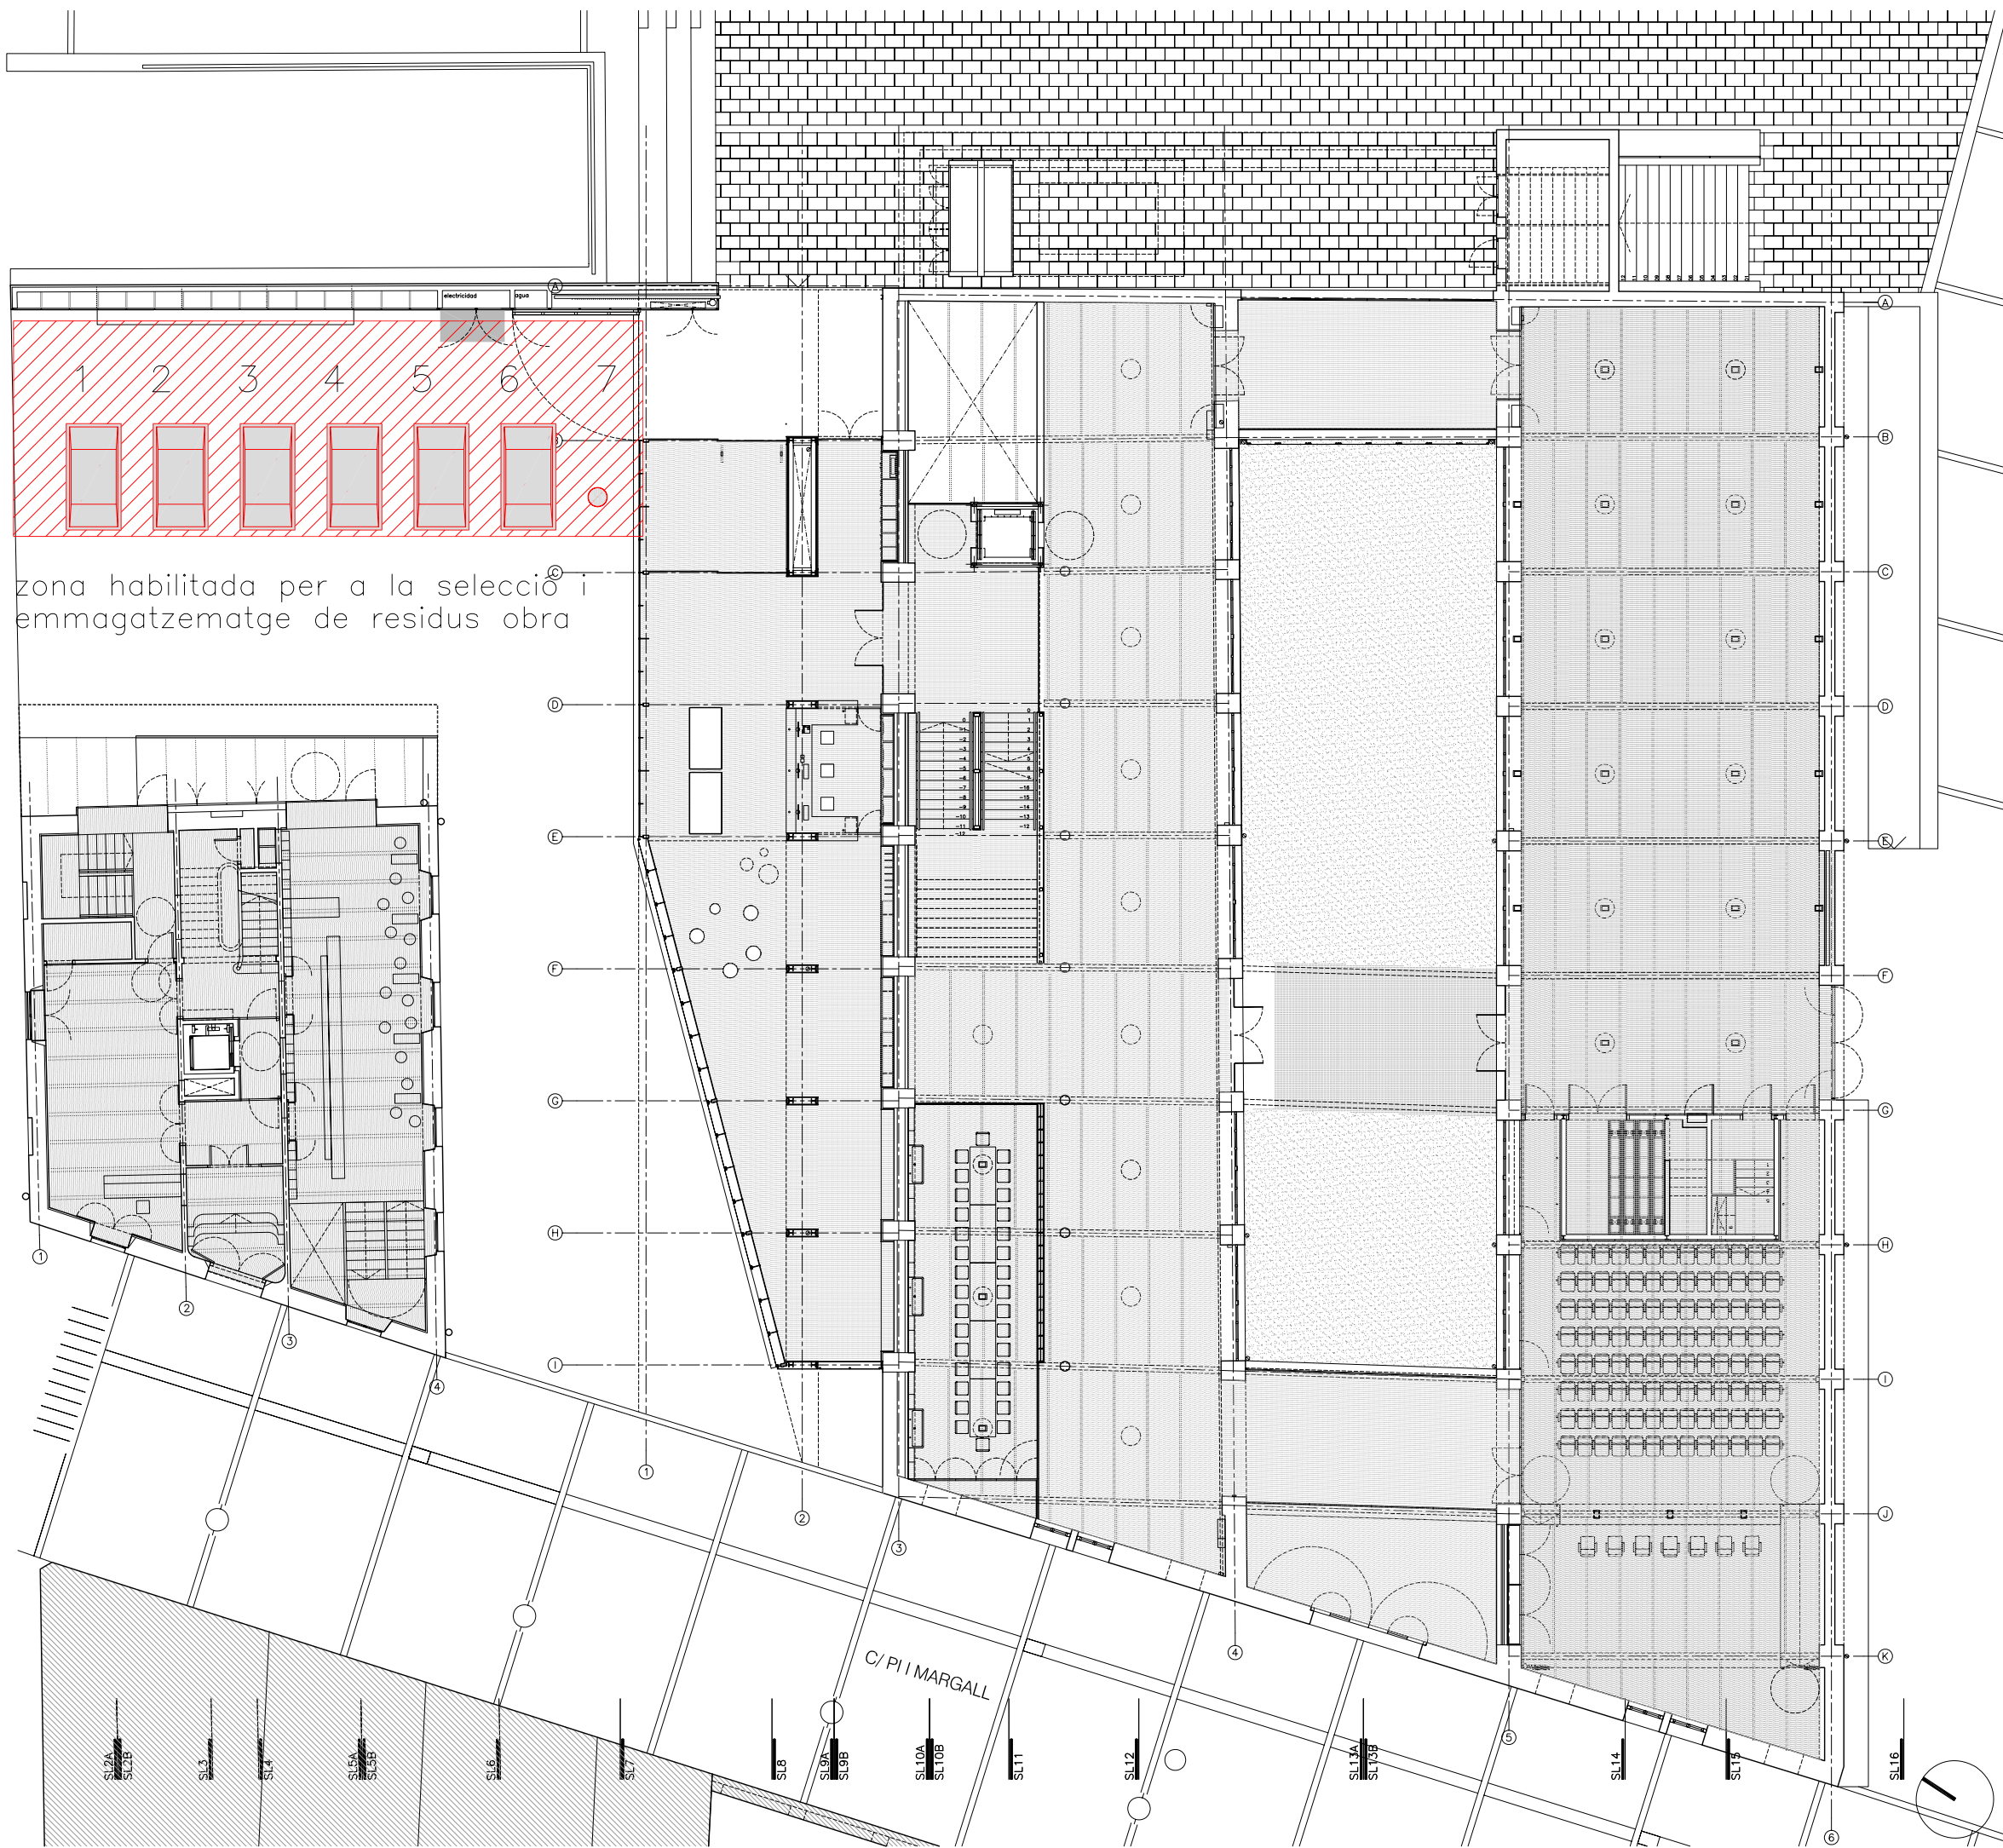 electricidad
agua
1 2 3 4 5 6 7
zona habilitada per a la selecció i
emmagatzematge de residus obra
A
B
C
D
E
F
G
H
I
A
B
C
D
E
F
G
H
I
J
K
1
2
3
4
1
2
3
4
5
6
C/ PI I MARGALL
SL2A
SL2B
SL3
SL4
SL5A
SL5B
SL6
SL7
SL8
SL9A
SL9B
SL10A
SL10B
SL11
SL12
SL13A
SL13B
SL14
SL15
SL16